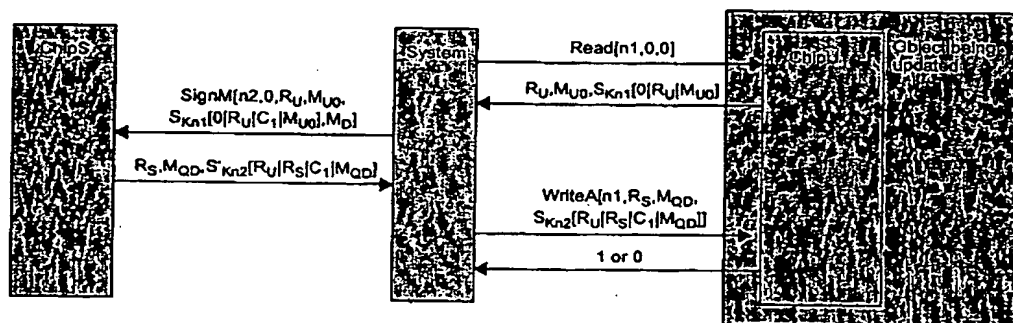 ChipS
System
ChipU
Object being
updated
Read[n1,0,0]
R_U,M_U0,S_Kn1[0|R_U|M_U0]
SignM[n2,0,R_U,M_U0,
S_Kn1[0|R_U|C_1|M_U0],M_D]
R_S,M_QD,S'_Kn2[R_U|R_S|C_1|M_QD]
WriteA[n1,R_S,M_QD,
S_Kn2[R_U|R_S|C_1|M_QD]]
1 or 0